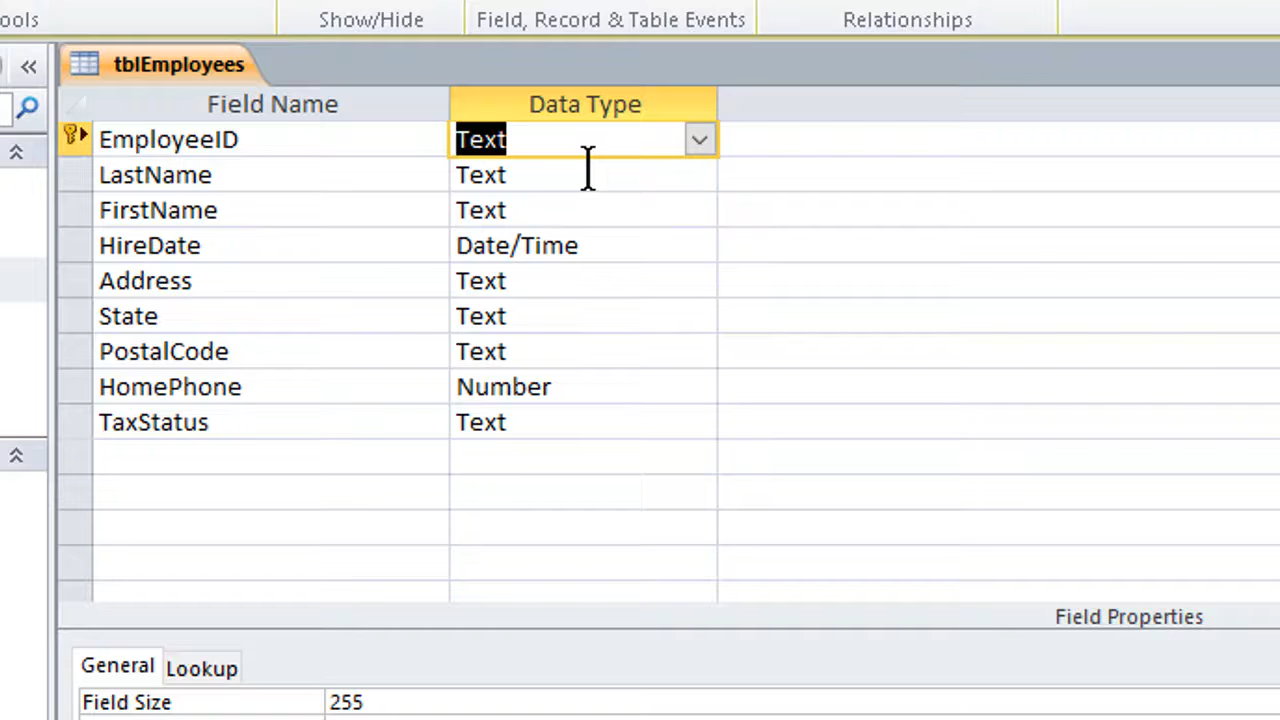 ools Show/Hide Field, Record & Table Events Relationships
tblEmployees
Field Name Data Type
EmployeeID Text
LastName Text
FirstName Text
HireDate Date/Time
Address Text
State Text
PostalCode Text
HomePhone Number
TaxStatus Text
Field Properties
General Lookup
Field Size 255